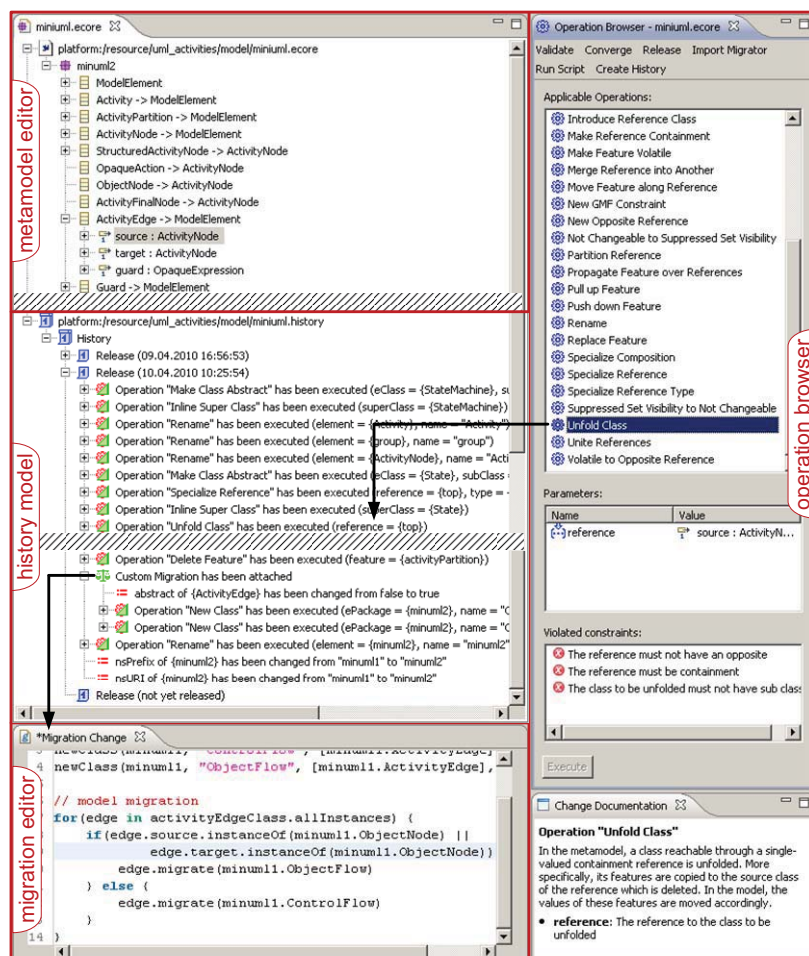 miniuml.ecore
platform:/resource/uml_activities/model/miniuml.ecore
minuml2
ModelElement
Activity -> ModelElement
ActivityPartition -> ModelElement
ActivityNode -> ModelElement
StructuredActivityNode -> ActivityNode
OpaqueAction -> ActivityNode
ObjectNode -> ActivityNode
ActivityFinalNode -> ActivityNode
ActivityEdge -> ModelElement
source : ActivityNode
target : ActivityNode
guard : OpaqueExpression
Guard -> ModelElement
metamodel editor
platform:/resource/uml_activities/model/miniuml.history
History
Release (09.04.2010 16:56:53)
Release (10.04.2010 10:25:54)
Operation "Make Class Abstract" has been executed (eClass = {StateMachine}, su
Operation "Inline Super Class" has been executed (superClass = {StateMachine})
Operation "Rename" has been executed (element = {Activity}, name = "Activity")
Operation "Rename" has been executed (element = {group}, name = "group")
Operation "Rename" has been executed (element = {ActivityNode}, name = "Acti
Operation "Make Class Abstract" has been executed (eClass = {State}, subClass =
Operation "Specialize Reference" has been executed (reference = {top}, type =
Operation "Inline Super Class" has been executed (superClass = {State})
Operation "Unfold Class" has been executed (reference = {top})
Operation "Delete Feature" has been executed (feature = {activityPartition})
Custom Migration has been attached
abstract of {ActivityEdge} has been changed from false to true
Operation "New Class" has been executed (ePackage = {minuml2}, name = "C
Operation "New Class" has been executed (ePackage = {minuml2}, name = "C
Operation "Rename" has been executed (element = {minuml2}, name = "minuml2"
nsPrefix of {minuml2} has been changed from "minuml1" to "minuml2"
nsURI of {minuml2} has been changed from "minuml1" to "minuml2"
Release (not yet released)
history model
*Migration Change
newClass(minuml1, "ControlFlow", [minuml1.ActivityEdge]
4 newClass(minuml1, "ObjectFlow", [minuml1.ActivityEdge],
// model migration
for(edge in activityEdgeClass.allInstances) {
if(edge.source.instanceOf(minuml1.ObjectNode) ||
edge.target.instanceOf(minuml1.ObjectNode))
edge.migrate(minuml1.ObjectFlow)
} else {
edge.migrate(minuml1.ControlFlow)
}
14 }
migration editor
Operation Browser - miniuml.ecore
Validate Converge Release Import Migrator
Run Script Create History
Applicable Operations:
Introduce Reference Class
Make Reference Containment
Make Feature Volatile
Merge Reference into Another
Move Feature along Reference
New GMF Constraint
New Opposite Reference
Not Changeable to Suppressed Set Visibility
Partition Reference
Propagate Feature over References
Pull up Feature
Push down Feature
Rename
Replace Feature
Specialize Composition
Specialize Reference
Specialize Reference Type
Suppressed Set Visibility to Not Changeable
Unfold Class
Unite References
Volatile to Opposite Reference
operation browser
Parameters:
Name Value
reference source : ActivityN...
Violated constraints:
The reference must not have an opposite
The reference must be containment
The class to be unfolded must not have sub class
Execute
Change Documentation
Operation "Unfold Class"
In the metamodel, a class reachable through a single-
valued containment reference is unfolded. More
specifically, its features are copied to the source class
of the reference which is deleted. In the model, the
values of these features are moved accordingly.
• reference: The reference to the class to be
unfolded